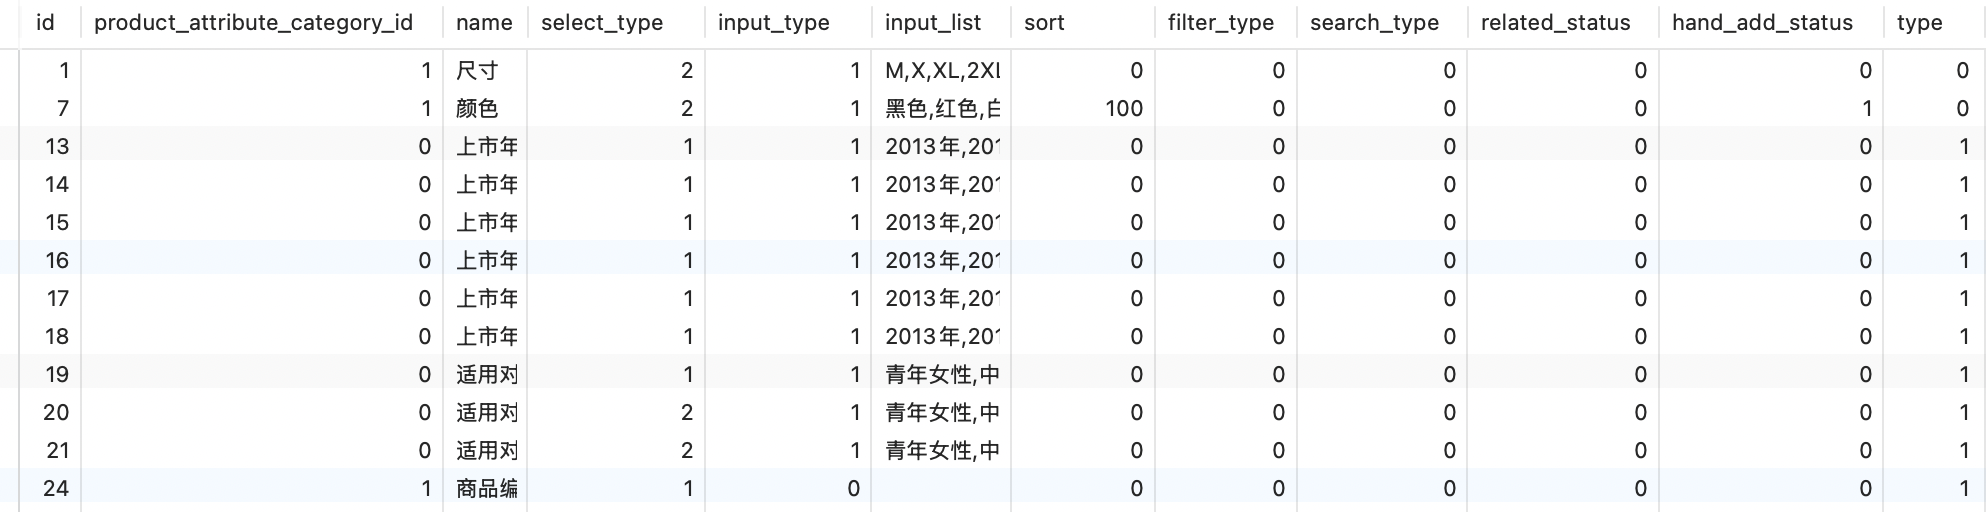 id product_attribute_category_id name select_type input_type input_list sort filter_type search_type related_status hand_add_status type
1 1 尺寸 2 1 M,X,XL,2XL 0 0 0 0 0 0
7 1 颜色 2 1 黑色,红色,白 100 0 0 0 1 0
13 0 上市年 1 1 2013年,201 0 0 0 0 0 1
14 0 上市年 1 1 2013年,201 0 0 0 0 0 1
15 0 上市年 1 1 2013年,201 0 0 0 0 0 1
16 0 上市年 1 1 2013年,201 0 0 0 0 0 1
17 0 上市年 1 1 2013年,201 0 0 0 0 0 1
18 0 上市年 1 1 2013年,201 0 0 0 0 0 1
19 0 适用对 1 1 青年女性,中 0 0 0 0 0 1
20 0 适用对 2 1 青年女性,中 0 0 0 0 0 1
21 0 适用对 2 1 青年女性,中 0 0 0 0 0 1
24 1 商品编 1 0 0 0 0 0 0 1